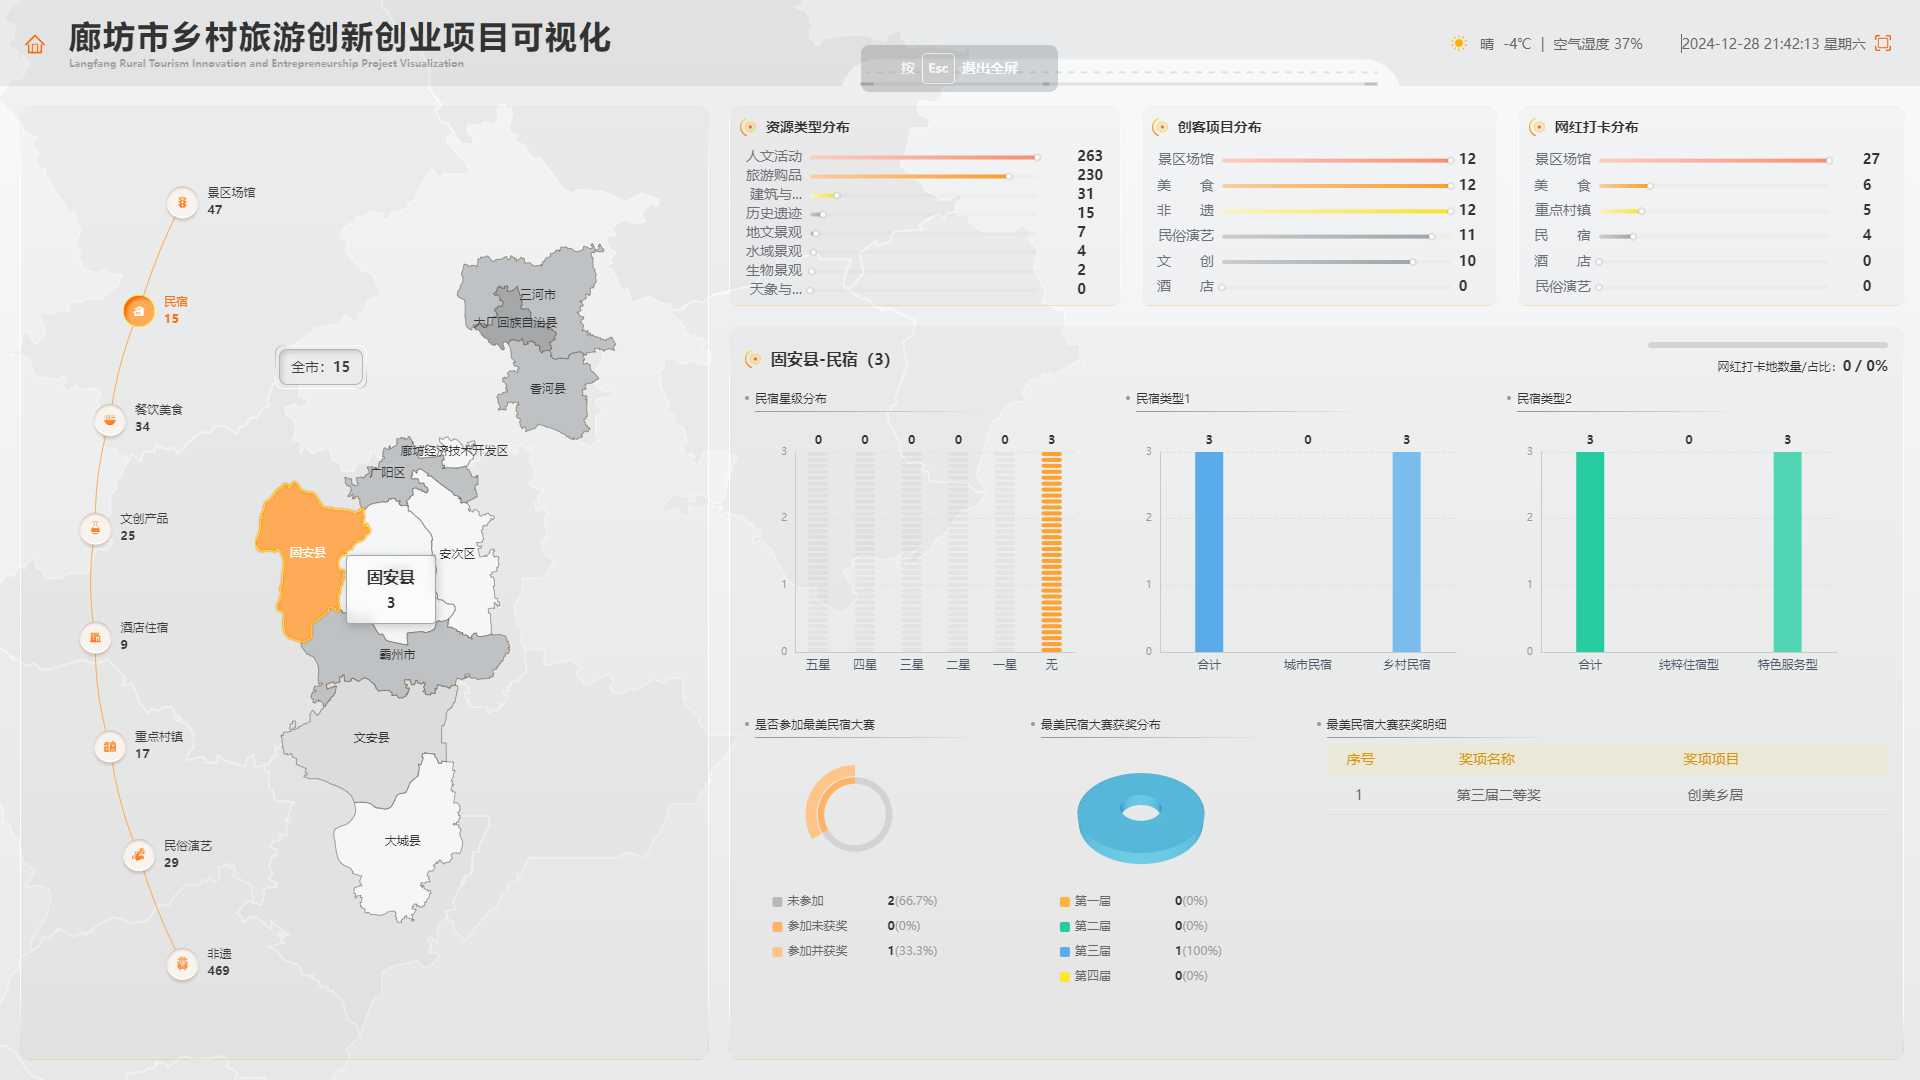 廊坊市乡村旅游创新创业项目可视化
Langfang Rural Tourism Innovation and Entrepreneurship Project Visualization
按 Esc 退出全屏
晴 -4℃ | 空气湿度 37%
2024-12-28 21:42:13 星期六
景区场馆
47
民宿
15
餐饮美食
34
文创产品
25
酒店住宿
9
重点村镇
17
民俗演艺
29
非遗
469
全市：15
三河市
大厂回族自治县
香河县
廊坊经济技术开发区
广阳区
固安县
安次区
固安县
3
霸州市
文安县
大城县
资源类型分布
人文活动 263
旅游购品 230
建筑与... 31
历史遗迹 15
地文景观 7
水域景观 4
生物景观 2
天象与... 0
创客项目分布
景区场馆 12
美食 12
非遗 12
民俗演艺 11
文创 10
酒店 0
网红打卡分布
景区场馆 27
美食 6
重点村镇 5
民宿 4
酒店 0
民俗演艺 0
固安县-民宿（3）
网红打卡地数量/占比：0 / 0%
民宿星级分布
0 0 0 0 0 3
3
2
1
0
五星 四星 三星 二星 一星 无
民宿类型1
3 0 3
3
2
1
0
合计 城市民宿 乡村民宿
民宿类型2
3 0 3
3
2
1
0
合计 纯粹住宿型 特色服务型
是否参加最美民宿大赛
未参加 2(66.7%)
参加未获奖 0(0%)
参加并获奖 1(33.3%)
最美民宿大赛获奖分布
第一届 0(0%)
第二届 0(0%)
第三届 1(100%)
第四届 0(0%)
最美民宿大赛获奖明细
序号 奖项名称 奖项项目
1 第三届二等奖 创美乡居